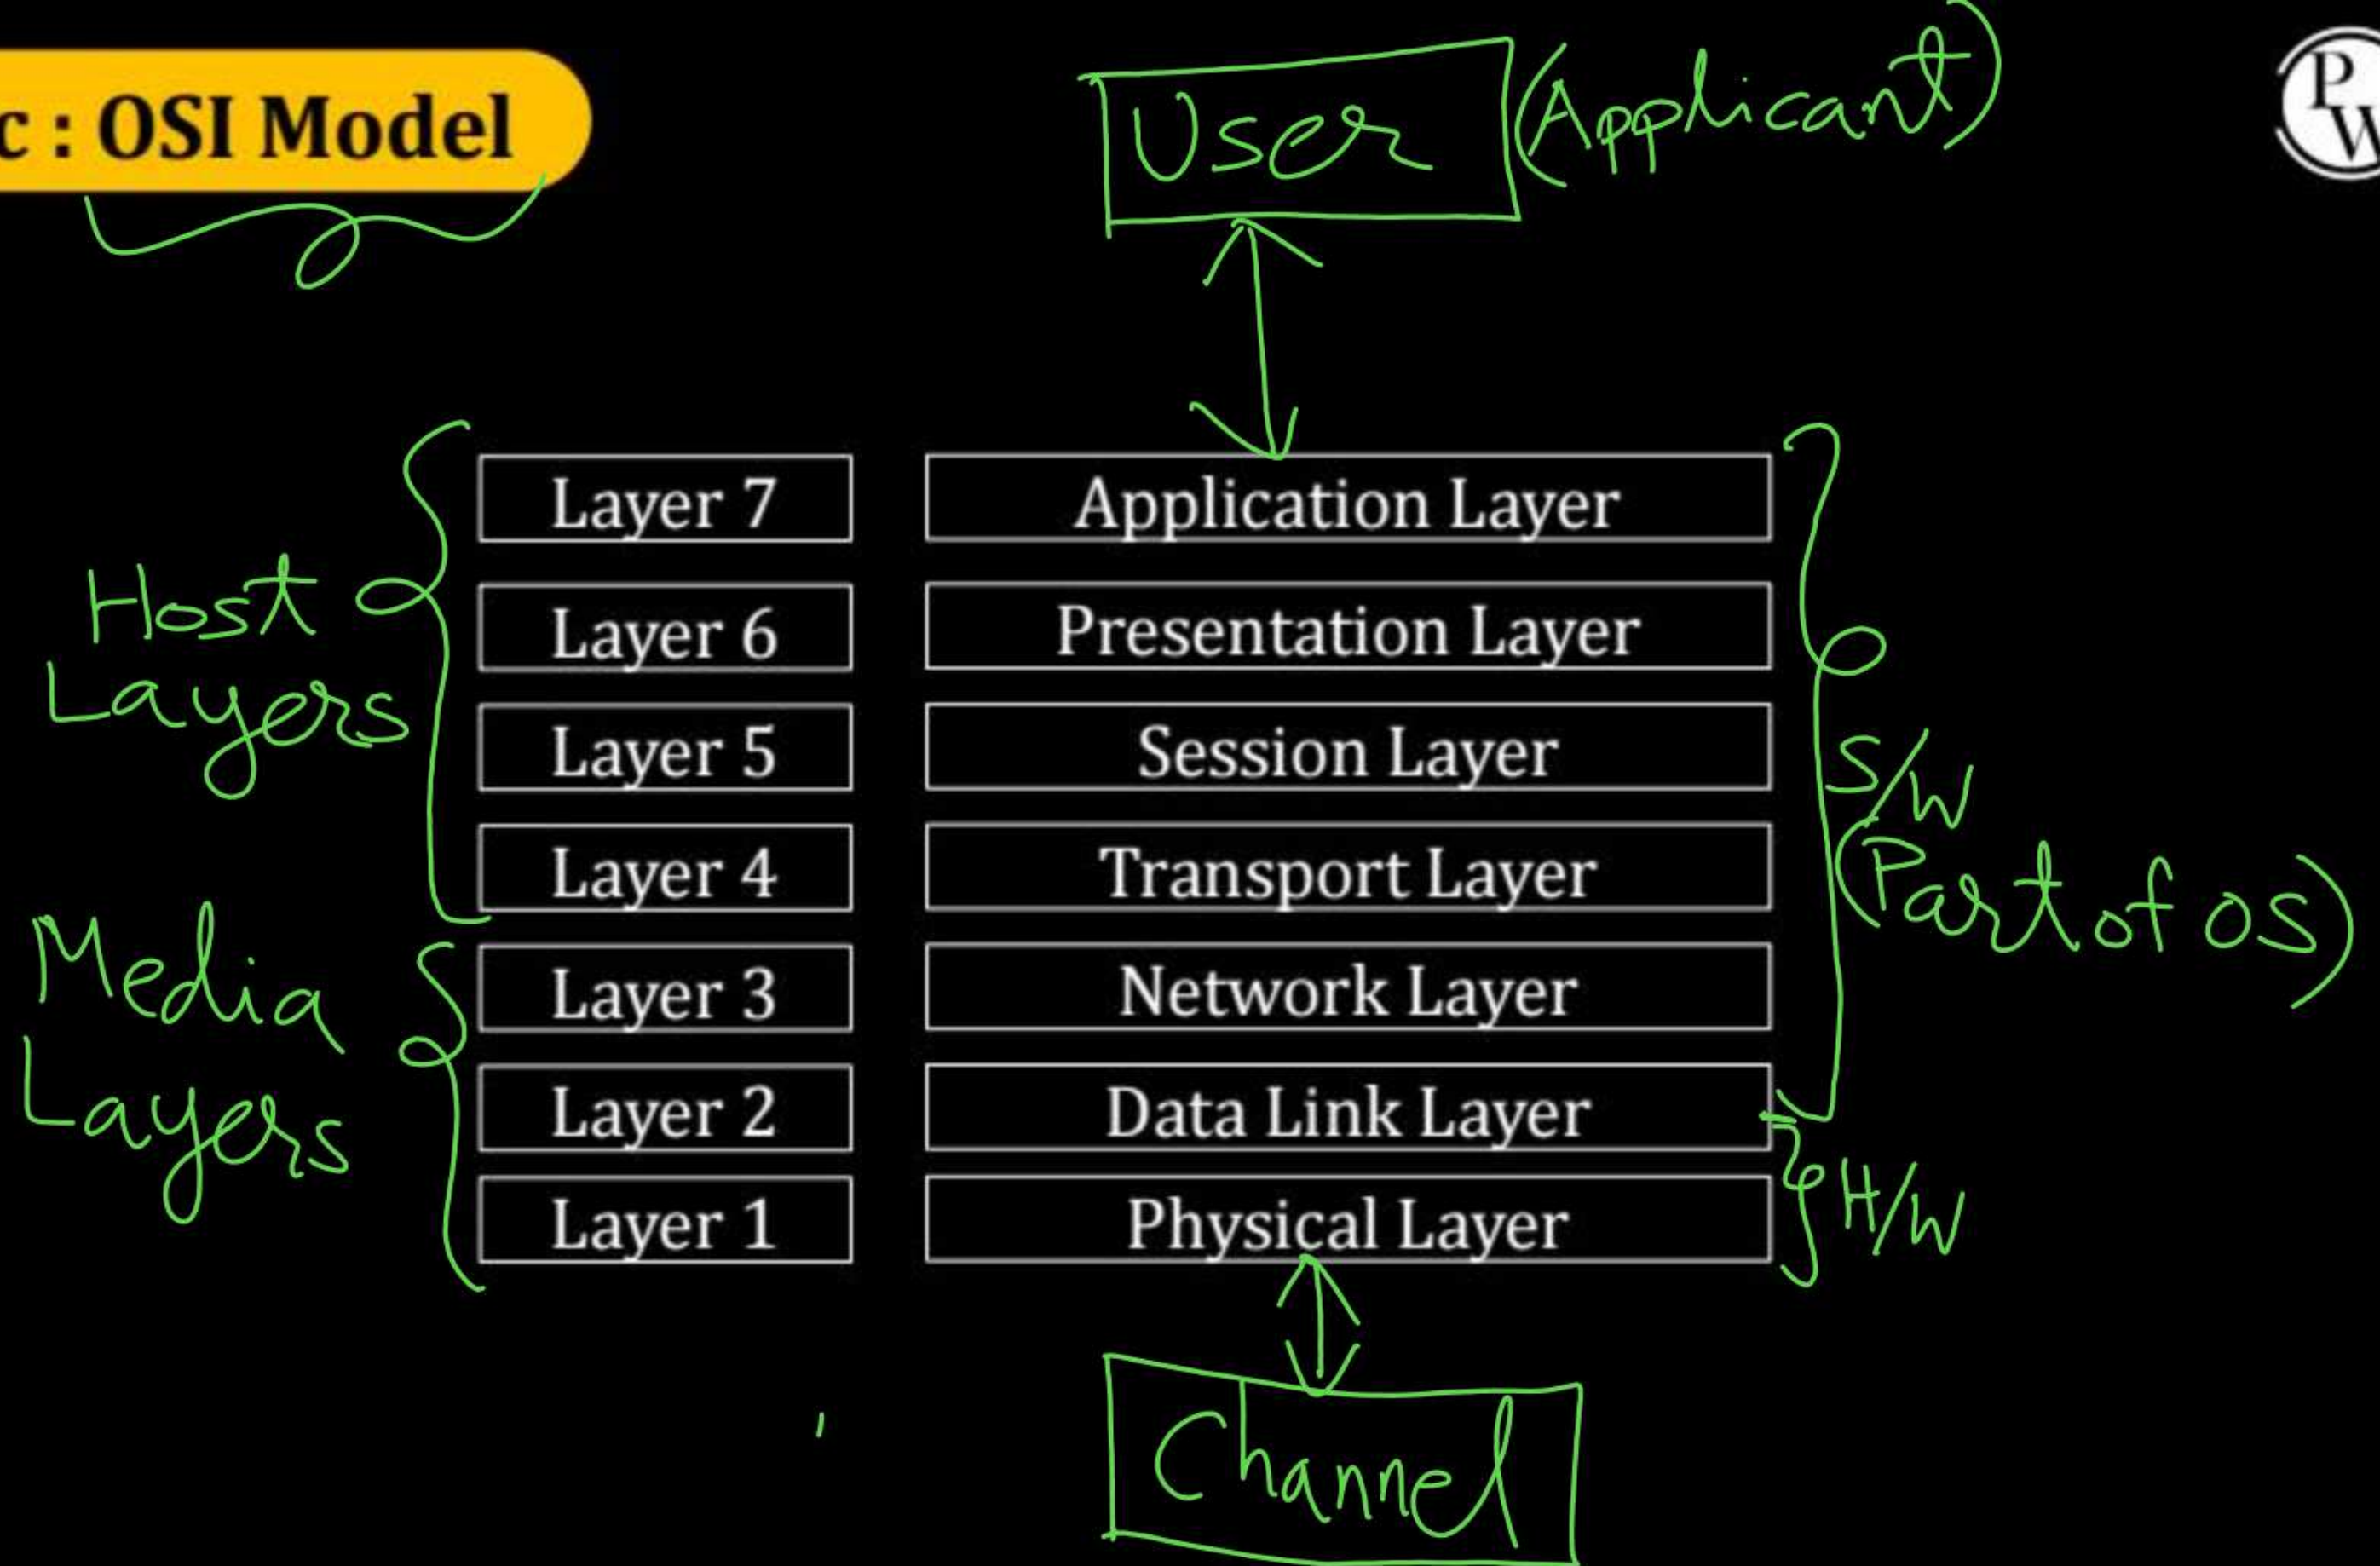 c : OSI Model
User (Applicant)
P
W
Layer 7 Application Layer
Layer 6 Presentation Layer
Layer 5 Session Layer
Layer 4 Transport Layer
Layer 3 Network Layer
Layer 2 Data Link Layer
Layer 1 Physical Layer
Host
Layers
Media
Layers
S/W
(Part of OS)
H/W
Channel